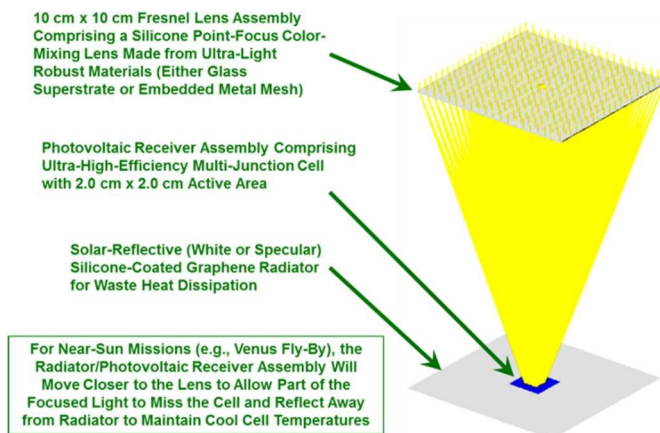 10 cm x 10 cm Fresnel Lens Assembly
Comprising a Silicone Point-Focus Color-
Mixing Lens Made from Ultra-Light
Robust Materials (Either Glass
Superstrate or Embedded Metal Mesh)
Photovoltaic Receiver Assembly Comprising
Ultra-High-Efficiency Multi-Junction Cell
with 2.0 cm x 2.0 cm Active Area
Solar-Reflective (White or Specular)
Silicone-Coated Graphene Radiator
for Waste Heat Dissipation
For Near-Sun Missions (e.g., Venus Fly-By), the
Radiator/Photovoltaic Receiver Assembly Will
Move Closer to the Lens to Allow Part of the
Focused Light to Miss the Cell and Reflect Away
from Radiator to Maintain Cool Cell Temperatures